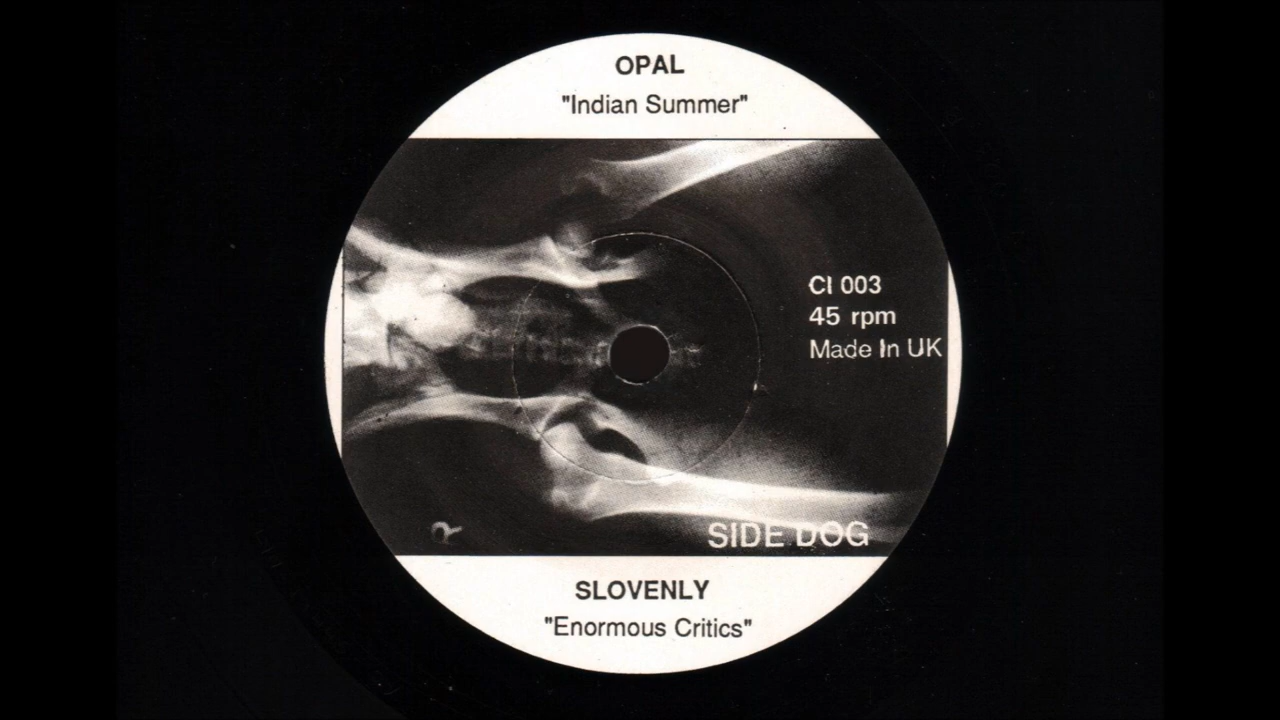 OPAL
"Indian Summer"
CI 003
45 rpm
Made In UK
R
SIDE DOG
SLOVENLY
"Enormous Critics"